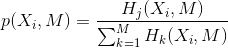 p(X_i, M) = \frac{H_j(X_i, M)}{\sum_{k=1}^{M} H_k(X_i, M)}